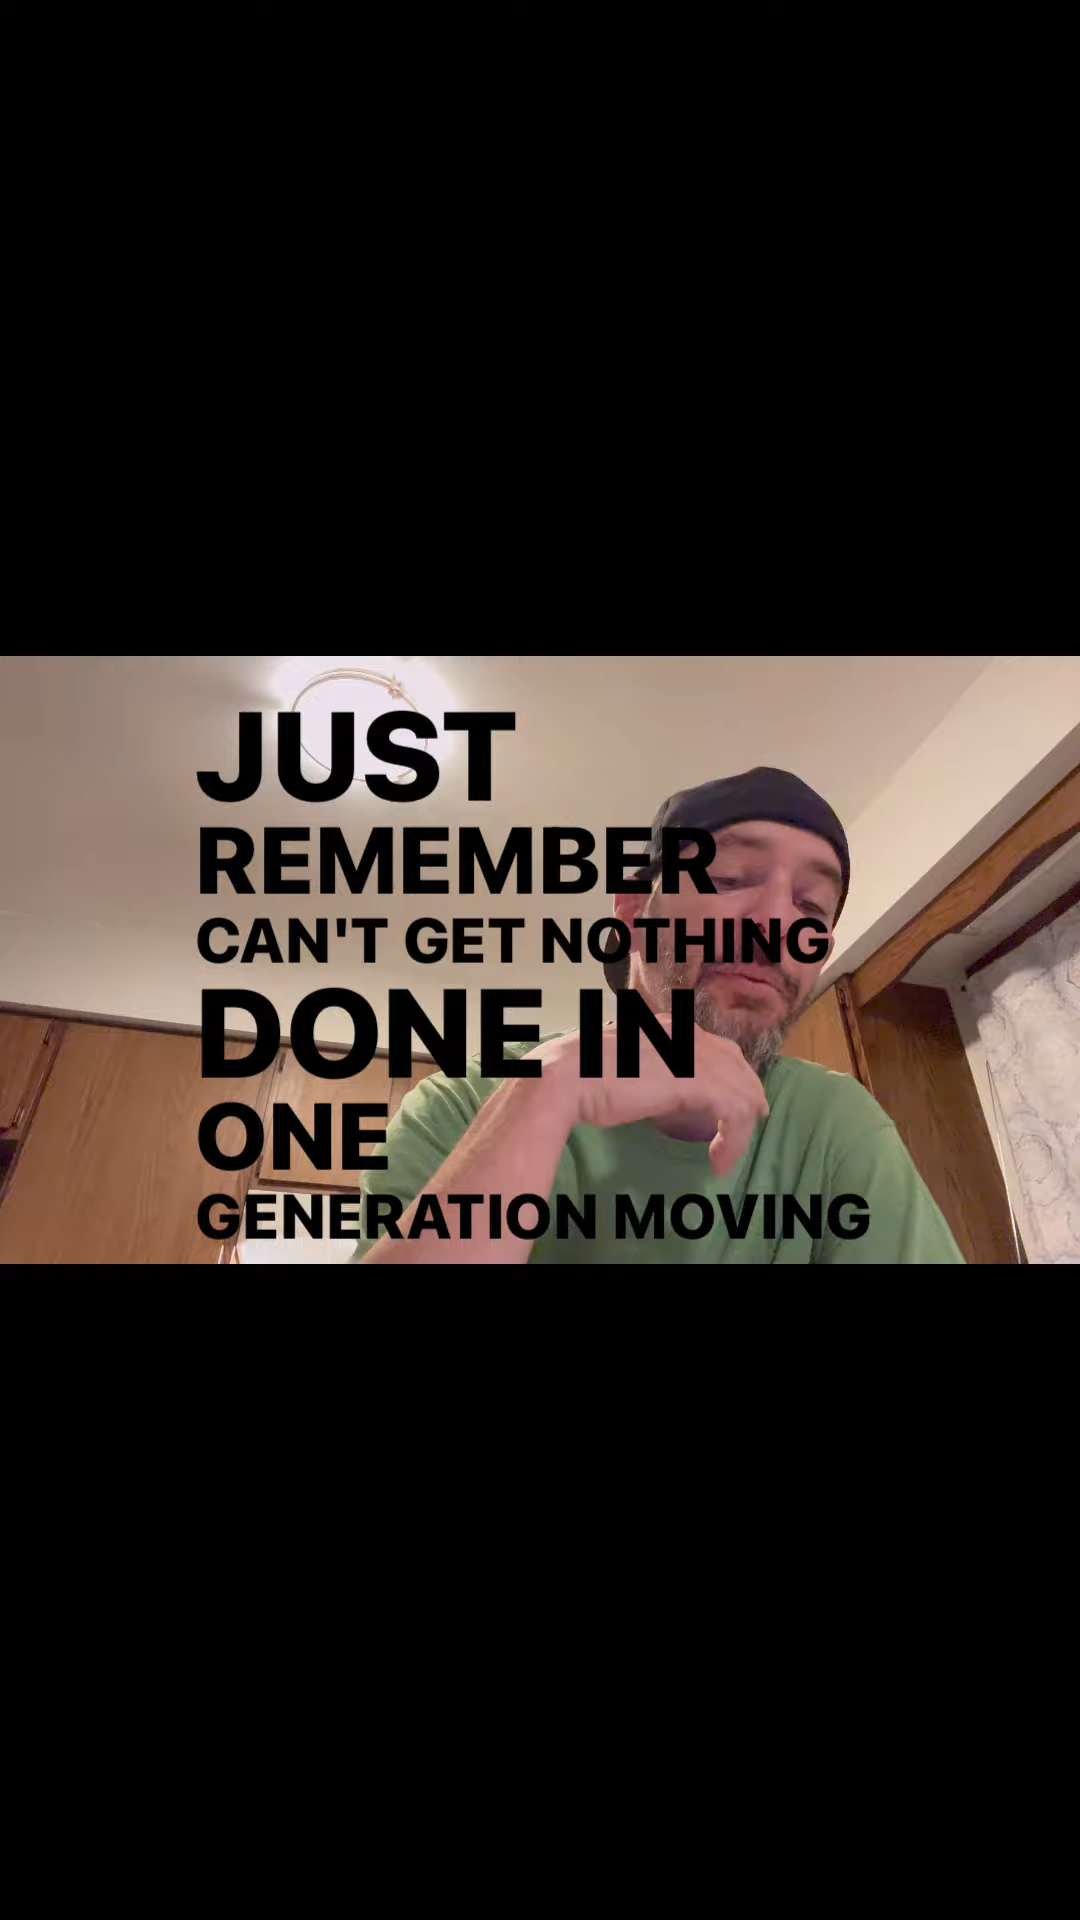 JUST
REMEMBER
CAN'T GET NOTHING
DONE IN
ONE
GENERATION MOVING